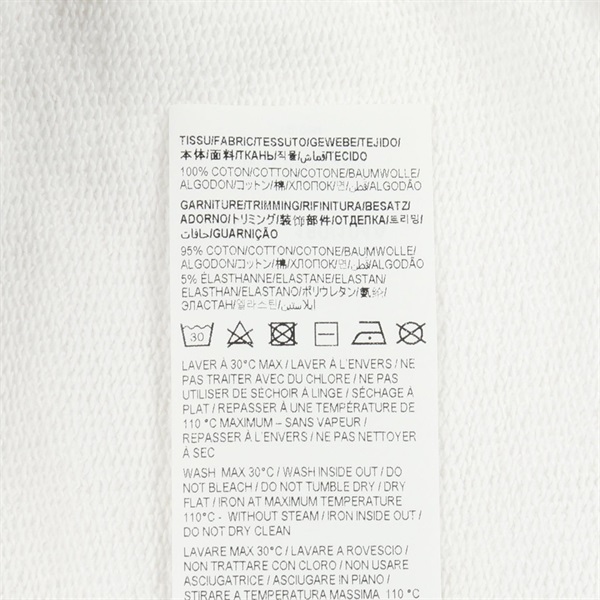 TISSU/FABRIC/TESSUTO/GEWEBE/TEJIDO/
本体/面料/ТКАНЬ/직물/قماش/TECIDO
100% COTON/COTTON/COTONE/BAUMWOLLE/
ALGODON/コットン/棉/ХЛОПОК/면/قطن/ALGODÃO
GARNITURE/TRIMMING/RIFINITURA/BESATZ/
ADORNO/トリミング/装饰部件/ОТДЕЛКА/트리밍/
حافات/GUARNIÇÃO
95% COTON/COTTON/COTONE/BAUMWOLLE/
ALGODON/コットン/棉/ХЛОПОК/면/قطن/ALGODÃO
5% ÉLASTHANNE/ELASTANE/ELASTAN/
ELASTHAN/ELASTANO/ポリウレタン/氨纶/
ЭЛАСТАН/엘라스틴/ايلاستين/
30
LAVER À 30°C MAX / LAVER À L'ENVERS / NE
PAS TRAITER AVEC DU CHLORE / NE PAS
UTILISER DE SÉCHOIR À LINGE / SÉCHAGE À
PLAT / REPASSER À UNE TEMPÉRATURE DE
110 °C MAXIMUM – SANS VAPEUR /
REPASSER À L'ENVERS / NE PAS NETTOYER
À SEC
WASH MAX 30°C / WASH INSIDE OUT / DO
NOT BLEACH / DO NOT TUMBLE DRY / DRY
FLAT / IRON AT MAXIMUM TEMPERATURE
110°C - WITHOUT STEAM / IRON INSIDE OUT /
DO NOT DRY CLEAN
LAVARE MAX 30°C / LAVARE A ROVESCIO /
NON TRATTARE CON CLORO / NON USARE
ASCIUGATRICE / ASCIUGARE IN PIANO /
STIRARE A TEMPERATURA MASSIMA 110 °C